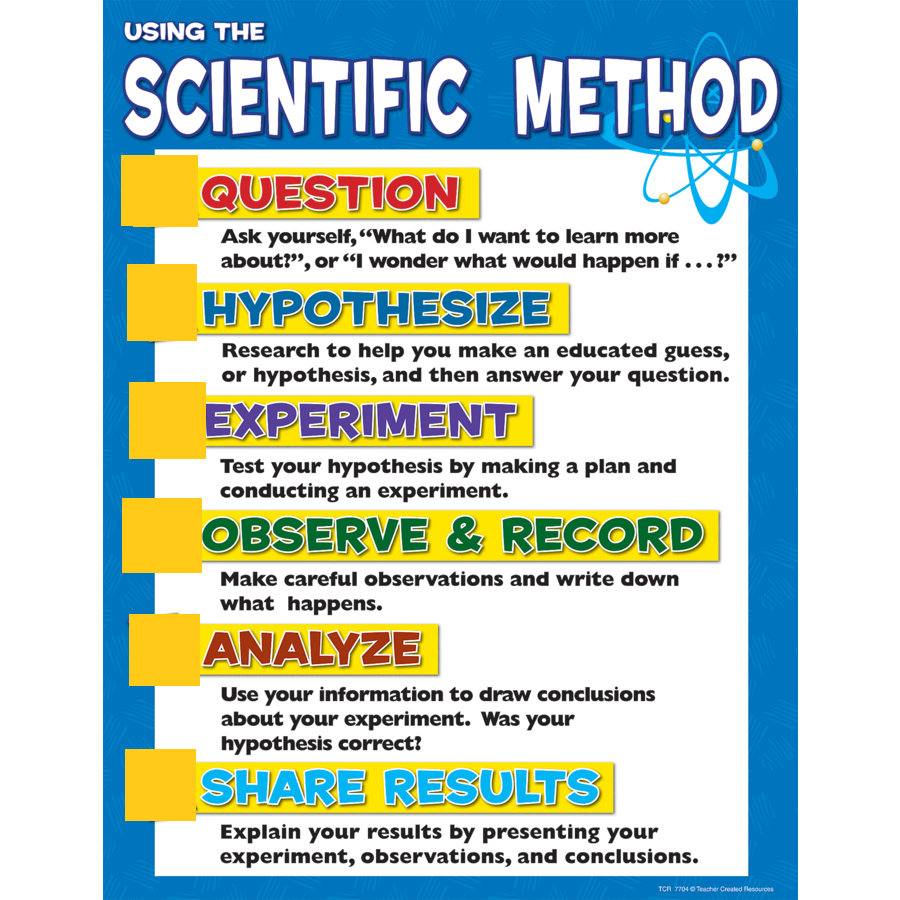 USING THE
SCIENTIFIC METHOD
QUESTION
Ask yourself, “What do I want to learn more
about?”, or “I wonder what would happen if . . . ?”
HYPOTHESIZE
Research to help you make an educated guess,
or hypothesis, and then answer your question.
EXPERIMENT
Test your hypothesis by making a plan and
conducting an experiment.
OBSERVE & RECORD
Make careful observations and write down
what happens.
ANALYZE
Use your information to draw conclusions
about your experiment. Was your
hypothesis correct?
SHARE RESULTS
Explain your results by presenting your
experiment, observations, and conclusions.
TCR 7704 © Teacher Created Resources